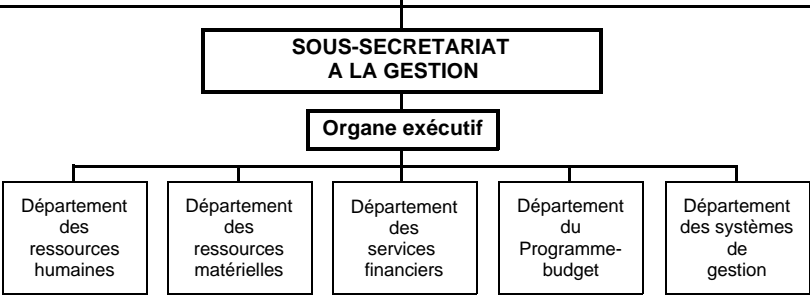 SOUS-SECRETARIAT
A LA GESTION
Organe exécutif
Département
des
ressources
humaines
Département
des
ressources
matérielles
Département
des
services
financiers
Département
du
Programme-
budget
Département
des systèmes
de
gestion